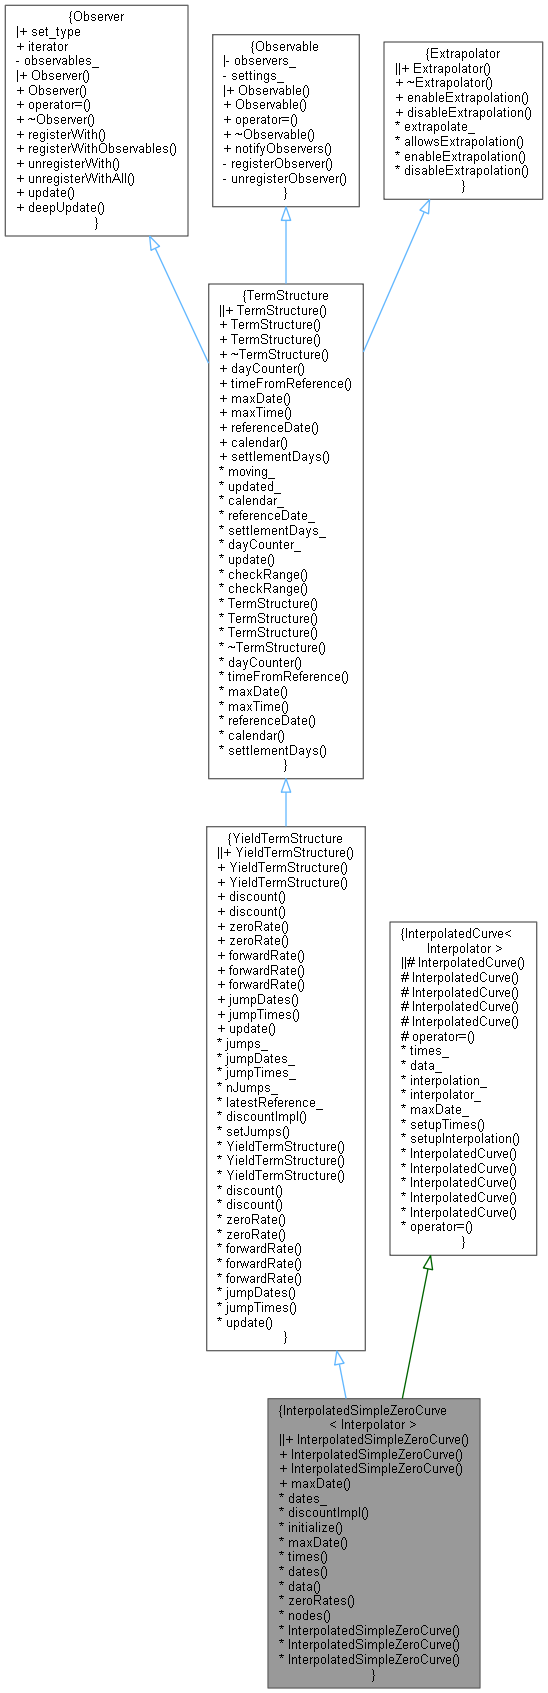 {Observer
|+ set_type
+ iterator
- observables_
|+ Observer()
+ Observer()
+ operator=()
+ ~Observer()
+ registerWith()
+ registerWithObservables()
+ unregisterWith()
+ unregisterWithAll()
+ update()
+ deepUpdate()
}
{Observable
|- observers_
- settings_
|+ Observable()
+ Observable()
+ operator=()
+ ~Observable()
+ notifyObservers()
- registerObserver()
- unregisterObserver()
}
{Extrapolator
||+ Extrapolator()
+ ~Extrapolator()
+ enableExtrapolation()
+ disableExtrapolation()
* extrapolate_
* allowsExtrapolation()
* enableExtrapolation()
* disableExtrapolation()
}
{TermStructure
||+ TermStructure()
+ TermStructure()
+ TermStructure()
+ ~TermStructure()
+ dayCounter()
+ timeFromReference()
+ maxDate()
+ maxTime()
+ referenceDate()
+ calendar()
+ settlementDays()
* moving_
* updated_
* calendar_
* referenceDate_
* settlementDays_
* dayCounter_
* update()
* checkRange()
* checkRange()
* TermStructure()
* TermStructure()
* TermStructure()
* ~TermStructure()
* dayCounter()
* timeFromReference()
* maxDate()
* maxTime()
* referenceDate()
* calendar()
* settlementDays()
}
{YieldTermStructure
||+ YieldTermStructure()
+ YieldTermStructure()
+ YieldTermStructure()
+ discount()
+ discount()
+ zeroRate()
+ zeroRate()
+ forwardRate()
+ forwardRate()
+ forwardRate()
+ jumpDates()
+ jumpTimes()
+ update()
* jumps_
* jumpDates_
* jumpTimes_
* nJumps_
* latestReference_
* discountImpl()
* setJumps()
* YieldTermStructure()
* YieldTermStructure()
* YieldTermStructure()
* discount()
* discount()
* zeroRate()
* zeroRate()
* forwardRate()
* forwardRate()
* forwardRate()
* jumpDates()
* jumpTimes()
* update()
}
{InterpolatedCurve<
Interpolator >
||# InterpolatedCurve()
# InterpolatedCurve()
# InterpolatedCurve()
# InterpolatedCurve()
# InterpolatedCurve()
# operator=()
* times_
* data_
* interpolation_
* interpolator_
* maxDate_
* setupTimes()
* setupInterpolation()
* InterpolatedCurve()
* InterpolatedCurve()
* InterpolatedCurve()
* InterpolatedCurve()
* InterpolatedCurve()
* operator=()
}
{InterpolatedSimpleZeroCurve
< Interpolator >
||+ InterpolatedSimpleZeroCurve()
+ InterpolatedSimpleZeroCurve()
+ InterpolatedSimpleZeroCurve()
+ maxDate()
* dates_
* discountImpl()
* initialize()
* maxDate()
* times()
* dates()
* data()
* zeroRates()
* nodes()
* InterpolatedSimpleZeroCurve()
* InterpolatedSimpleZeroCurve()
* InterpolatedSimpleZeroCurve()
}